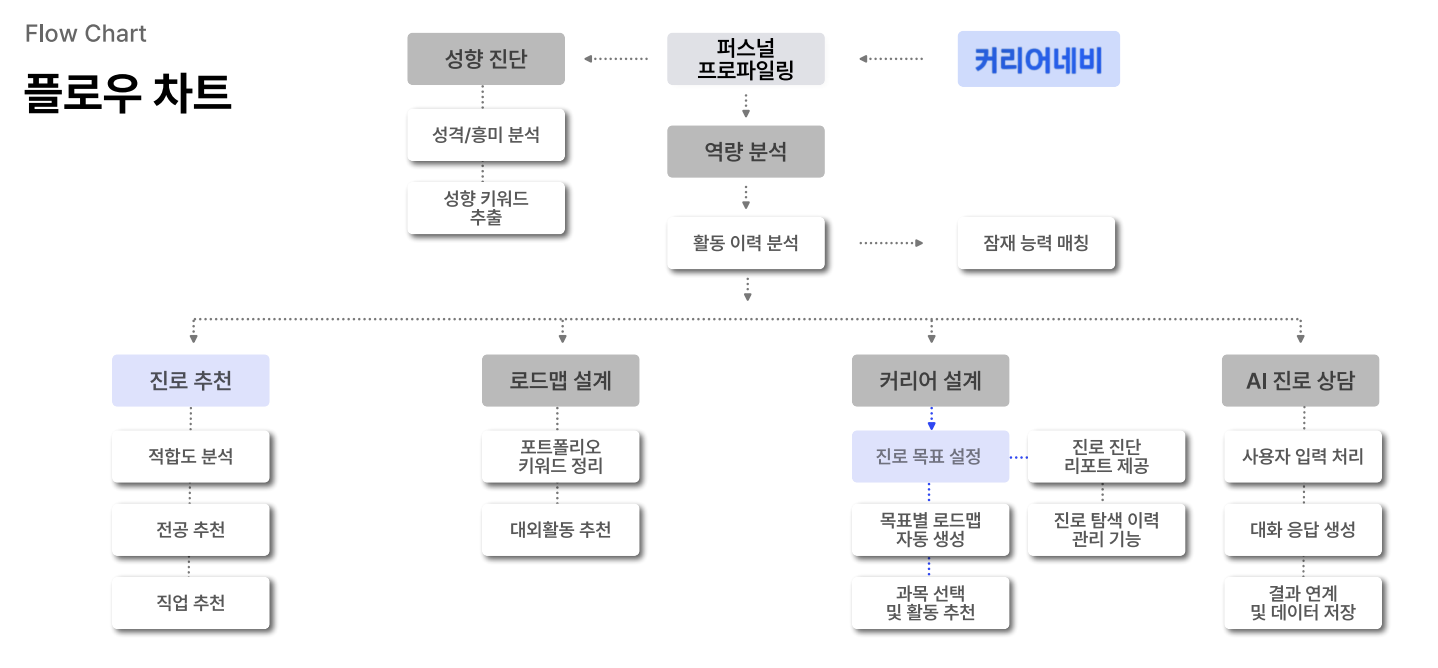 Flow Chart
플로우 차트
성향 진단
퍼스널
프로파일링
커리어네비
성격/흥미 분석
성향 키워드
추출
역량 분석
활동 이력 분석
잠재 능력 매칭
진로 추천
적합도 분석
전공 추천
직업 추천
로드맵 설계
포트폴리오
키워드 정리
대외활동 추천
커리어 설계
진로 목표 설정
목표별 로드맵
자동 생성
과목 선택
및 활동 추천
진로 진단
리포트 제공
진로 탐색 이력
관리 기능
AI 진로 상담
사용자 입력 처리
대화 응답 생성
결과 연계
및 데이터 저장